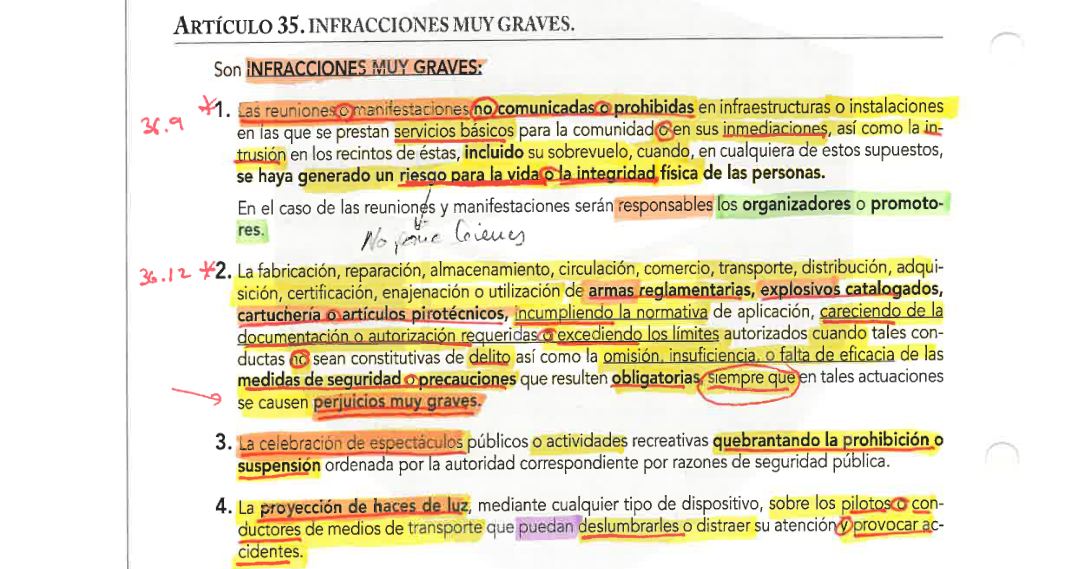 ARTÍCULO 35. INFRACCIONES MUY GRAVES.
Son INFRACCIONES MUY GRAVES:
36.9 *1. Las reuniones o manifestaciones no comunicadas o prohibidas en infraestructuras o instalaciones
en las que se prestan servicios básicos para la comunidad o en sus inmediaciones, así como la in-
trusión en los recintos de éstas, incluido su sobrevuelo, cuando, en cualquiera de estos supuestos,
se haya generado un riesgo para la vida o la integridad física de las personas.
En el caso de las reuniones y manifestaciones serán responsables los organizadores o promoto-
res.
No bienes
36.12 *2. La fabricación, reparación, almacenamiento, circulación, comercio, transporte, distribución, adqui-
sición, certificación, enajenación o utilización de armas reglamentarias, explosivos catalogados,
cartuchería o artículos pirotécnicos, incumpliendo la normativa de aplicación, careciendo de la
documentación o autorización requeridas o excediendo los límites autorizados cuando tales con-
ductas no sean constitutivas de delito así como la omisión, insuficiencia, o falta de eficacia de las
medidas de seguridad o precauciones que resulten obligatorias, siempre que en tales actuaciones
se causen perjuicios muy graves.
3. La celebración de espectáculos públicos o actividades recreativas quebrantando la prohibición o
suspensión ordenada por la autoridad correspondiente por razones de seguridad pública.
4. La proyección de haces de luz, mediante cualquier tipo de dispositivo, sobre los pilotos o con-
ductores de medios de transporte que puedan deslumbrarles o distraer su atención y provocar ac-
cidentes.